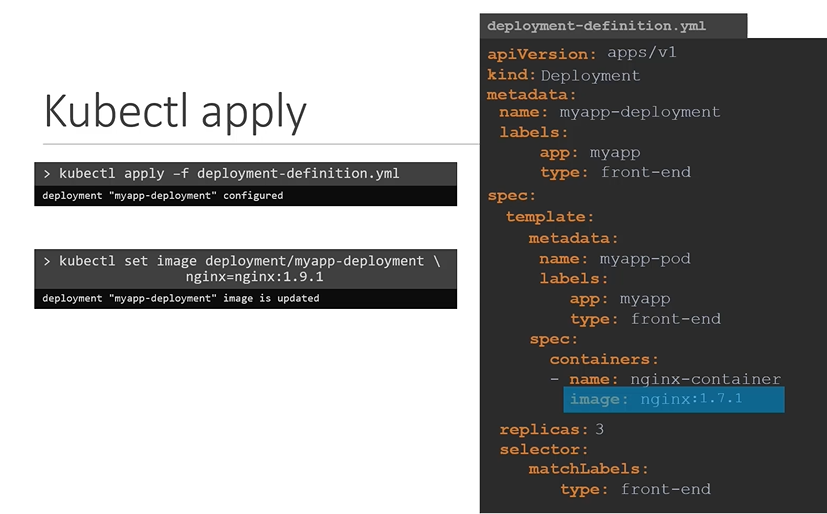 Kubectl apply
> kubectl apply –f deployment-definition.yml
deployment "myapp-deployment" configured
> kubectl set image deployment/myapp-deployment \
nginx=nginx:1.9.1
deployment "myapp-deployment" image is updated
deployment-definition.yml
apiVersion: apps/v1
kind: Deployment
metadata:
name: myapp-deployment
labels:
app: myapp
type: front-end
spec:
template:
metadata:
name: myapp-pod
labels:
app: myapp
type: front-end
spec:
containers:
- name: nginx-container
image: nginx:1.7.1
replicas: 3
selector:
matchLabels:
type: front-end